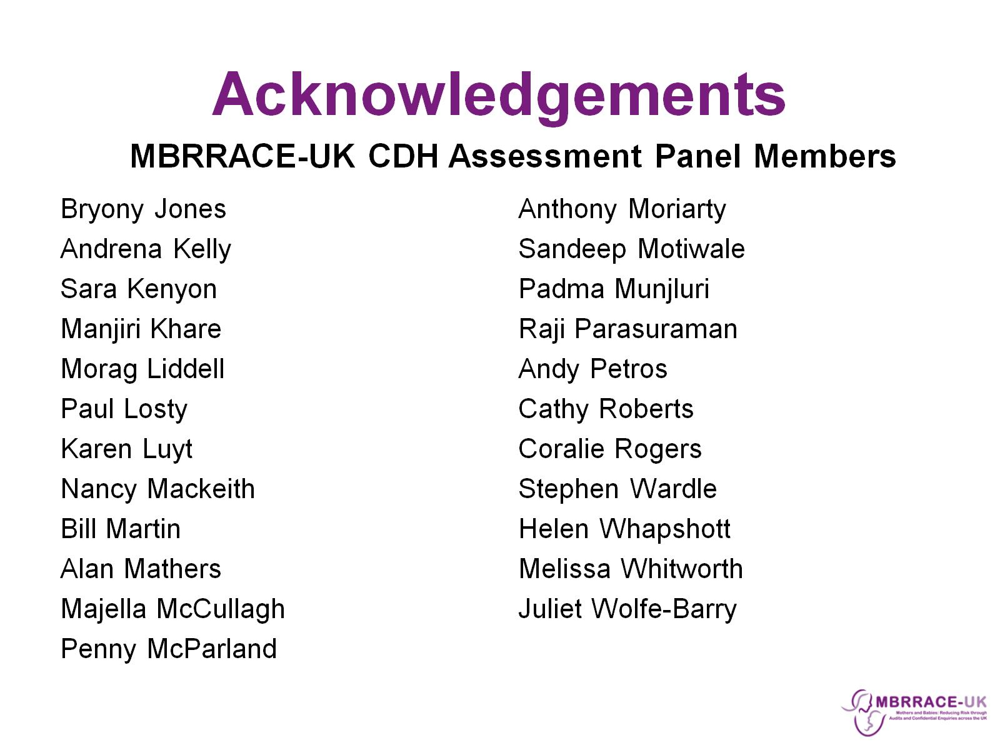 Acknowledgements
MBRRACE-UK CDH Assessment Panel Members
Bryony Jones
Andrena Kelly
Sara Kenyon
Manjiri Khare
Morag Liddell
Paul Losty
Karen Luyt
Nancy Mackeith
Bill Martin
Alan Mathers
Majella McCullagh
Penny McParland
Anthony Moriarty
Sandeep Motiwale
Padma Munjluri
Raji Parasuraman
Andy Petros
Cathy Roberts
Coralie Rogers
Stephen Wardle
Helen Whapshott
Melissa Whitworth
Juliet Wolfe-Barry
MBRRACE-UK
Mothers and Babies: Reducing Risk through
Audits and Confidential Enquiries across the UK